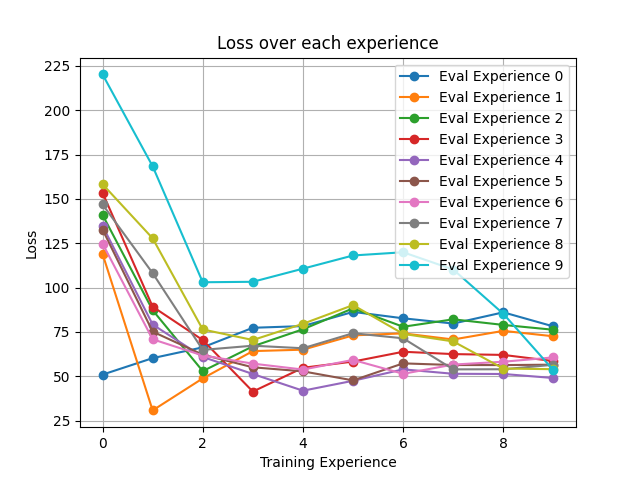 Loss over each experience
225
200
175
150
125
100
75
50
25
Loss
0
2
4
6
8
Training Experience
Eval Experience 0
Eval Experience 1
Eval Experience 2
Eval Experience 3
Eval Experience 4
Eval Experience 5
Eval Experience 6
Eval Experience 7
Eval Experience 8
Eval Experience 9